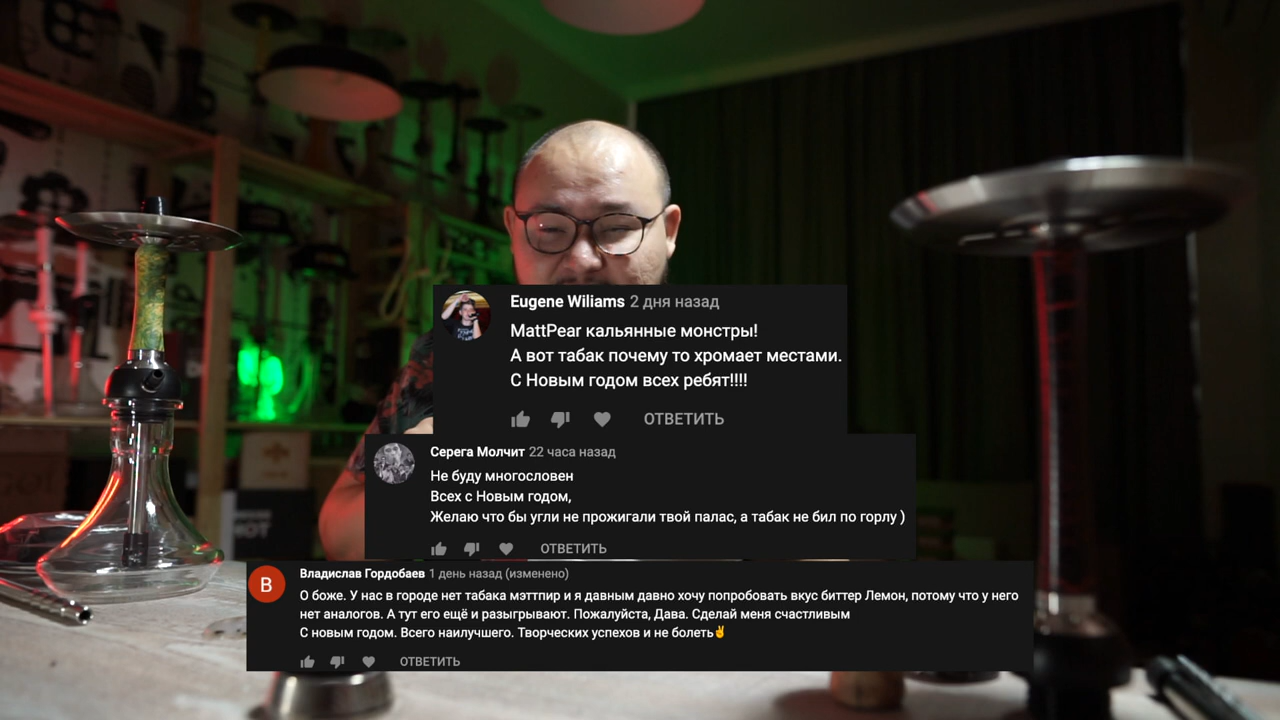 Eugene Wiliams 2 дня назад
MattPear кальянные монстры!
А вот табак почему то хромает местами.
С Новым годом всех ребят!!!!
ОТВЕТИТЬ
Серега Молчит 22 часа назад
Не буду многословен
Всех с Новым годом,
Желаю что бы угли не прожигали твой палас, а табак не бил по горлу )
ОТВЕТИТЬ
В
Владислав Гордобаев 1 день назад (изменено)
О боже. У нас в городе нет табака мэттпир и я давным давно хочу попробовать вкус биттер Лемон, потому что у него
нет аналогов. А тут его ещё и разыгрывают. Пожалуйста, Дава. Сделай меня счастливым
С новым годом. Всего наилучшего. Творческих успехов и не болеть✌
ОТВЕТИТЬ